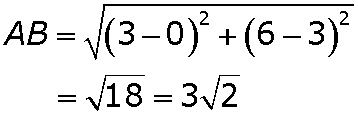 AB = √((3 – 0)² + (6 – 3)²)
= √18 = 3√2